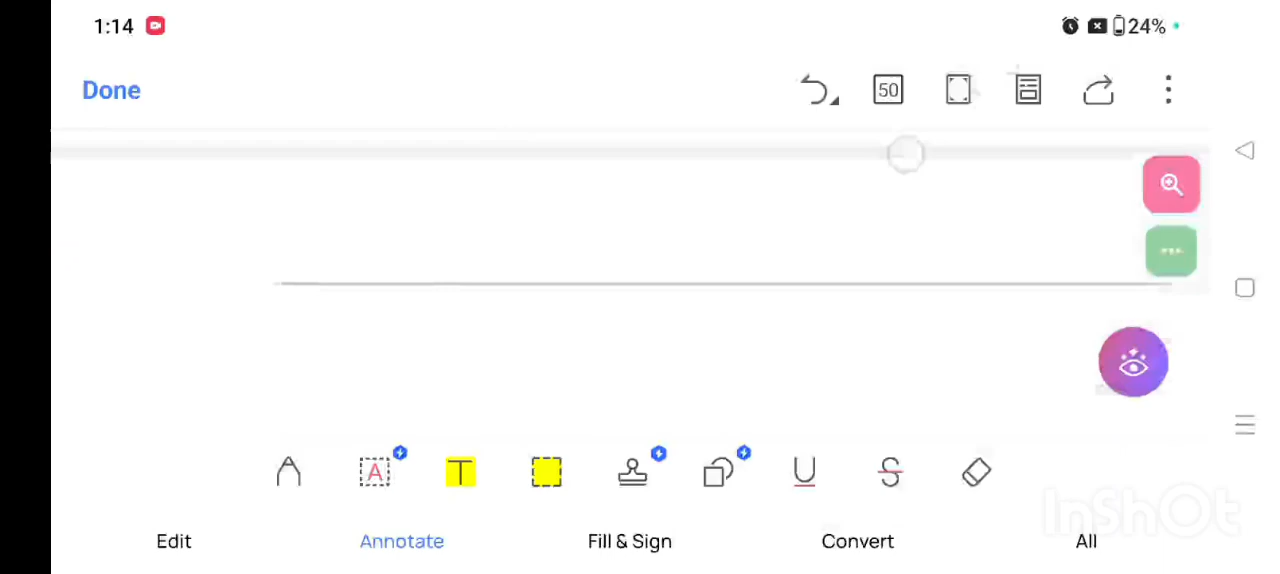 1:14
24%
Done
50
A
T
U
S
Edit Annotate Fill & Sign Convert All
InShOt